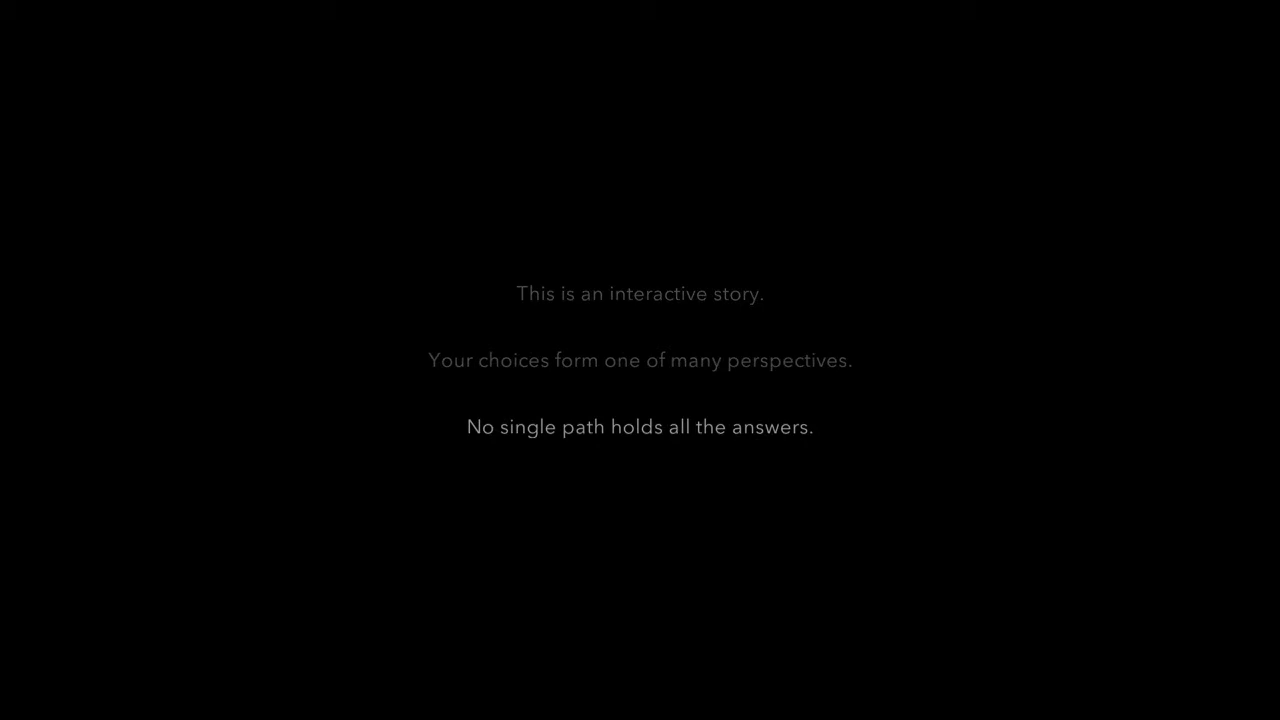 This is an interactive story.
Your choices form one of many perspectives.
No single path holds all the answers.